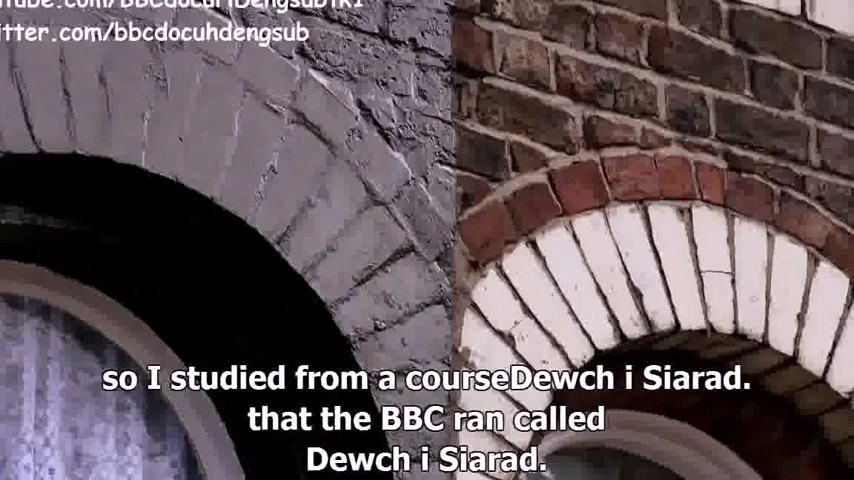 itter.com/bbcdocuhdengsub
so I studied from a courseDewch i Siarad.
that the BBC ran called
Dewch i Siarad.